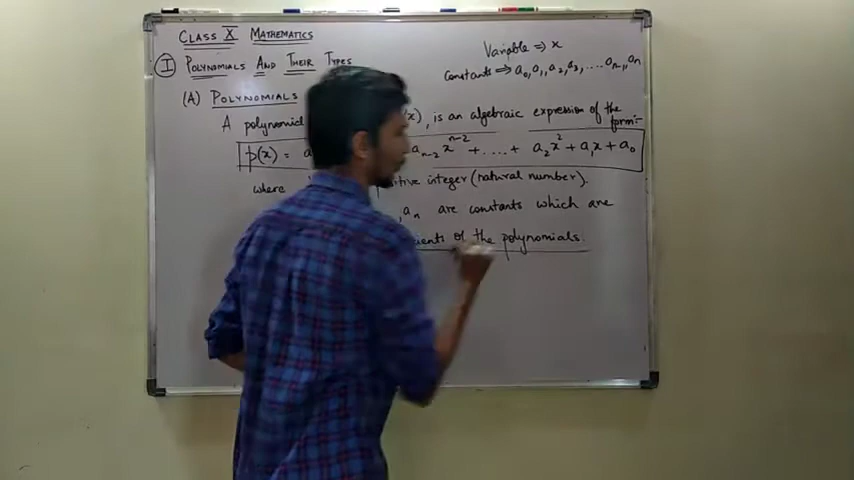 CLASS X MATHEMATICS
I POLYNOMIALS AND THEIR TYPES
Variable ⇒ x
Constants ⇒ a₀, a₁, a₂, a₃, .... aₙ₋₁, aₙ
(A) POLYNOMIALS
A polynomial (x), is an algebraic expression of the form:-
p(x) = a aₙ₋₂ xⁿ⁻² + .... + a₂x² + a₁x + a₀
where itive integer (natural number).
, aₙ are constants which are
cients of the polynomials.